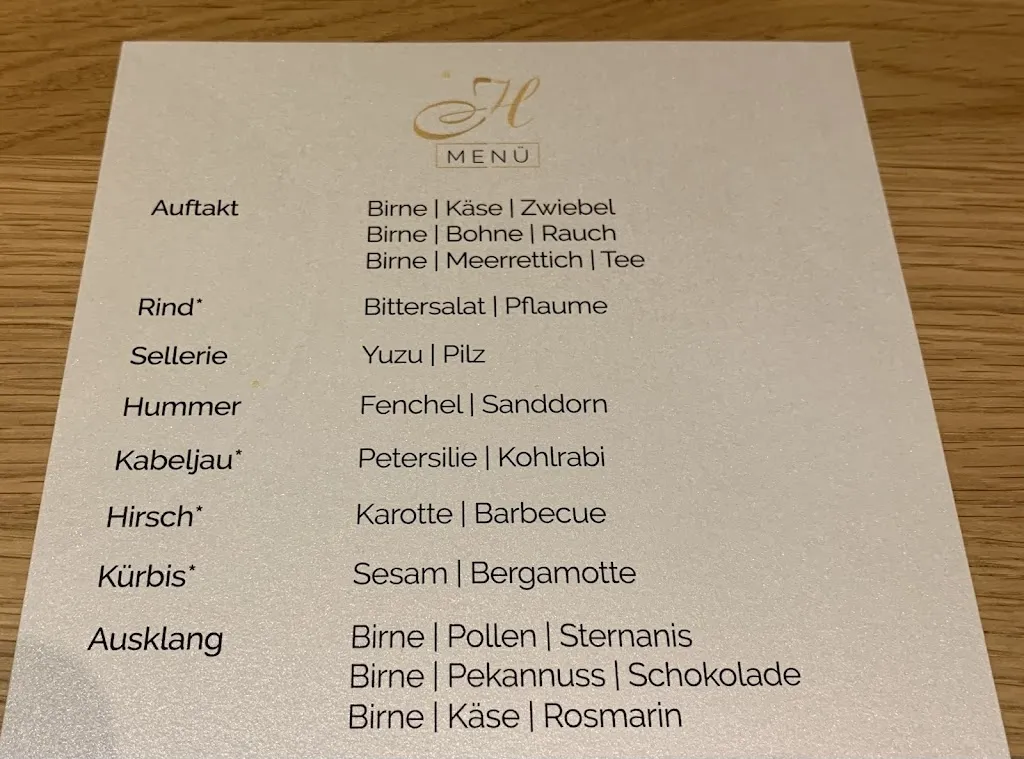 H
MENÜ
Auftakt Birne | Käse | Zwiebel
Birne | Bohne | Rauch
Birne | Meerrettich | Tee
Rind* Bittersalat | Pflaume
Sellerie Yuzu | Pilz
Hummer Fenchel | Sanddorn
Kabeljau* Petersilie | Kohlrabi
Hirsch* Karotte | Barbecue
Kürbis* Sesam | Bergamotte
Ausklang Birne | Pollen | Sternanis
Birne | Pekannuss | Schokolade
Birne | Käse | Rosmarin